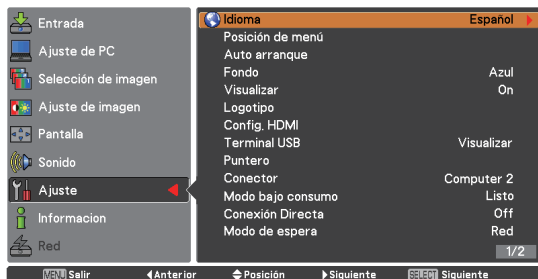 Entrada
Ajuste de PC
Selección de imagen
Ajuste de imagen
Pantalla
Sonido
Ajuste
Informacion
Red
Idioma Español
Posición de menú
Auto arranque
Fondo Azul
Visualizar On
Logotipo
Config. HDMI
Terminal USB Visualizar
Puntero
Conector Computer 2
Modo bajo consumo Listo
Conexión Directa Off
Modo de espera Red
1/2
MENU Salir Anterior Posición Siguiente SELECT Siguiente